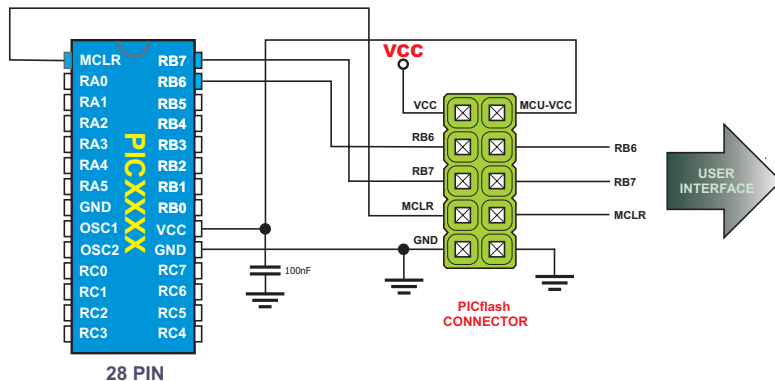 MCLR RB7
RA0 RB6
RA1 RB5
RA2 RB4
RA3 RB3
RA4 RB2
RA5 RB1
GND RB0
OSC1 VCC
OSC2 GND
RC0 RC7
RC1 RC6
RC2 RC5
RC3 RC4
PICXXXX
28 PIN
100nF
VCC
VCC MCU-VCC
RB6 RB6
RB7 RB7
MCLR MCLR
GND
PICflash
CONNECTOR
USER
INTERFACE